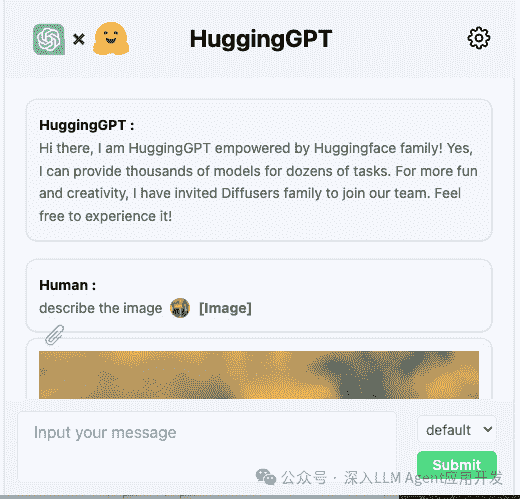 HuggingGPT
HuggingGPT :
Hi there, I am HuggingGPT empowered by Huggingface family! Yes,
I can provide thousands of models for dozens of tasks. For more fun
and creativity, I have invited Diffusers family to join our team. Feel
free to experience it!
Human :
describe the image [Image]
Input your message
default
Submit
公众号 · 深入LLM Agent应用开发